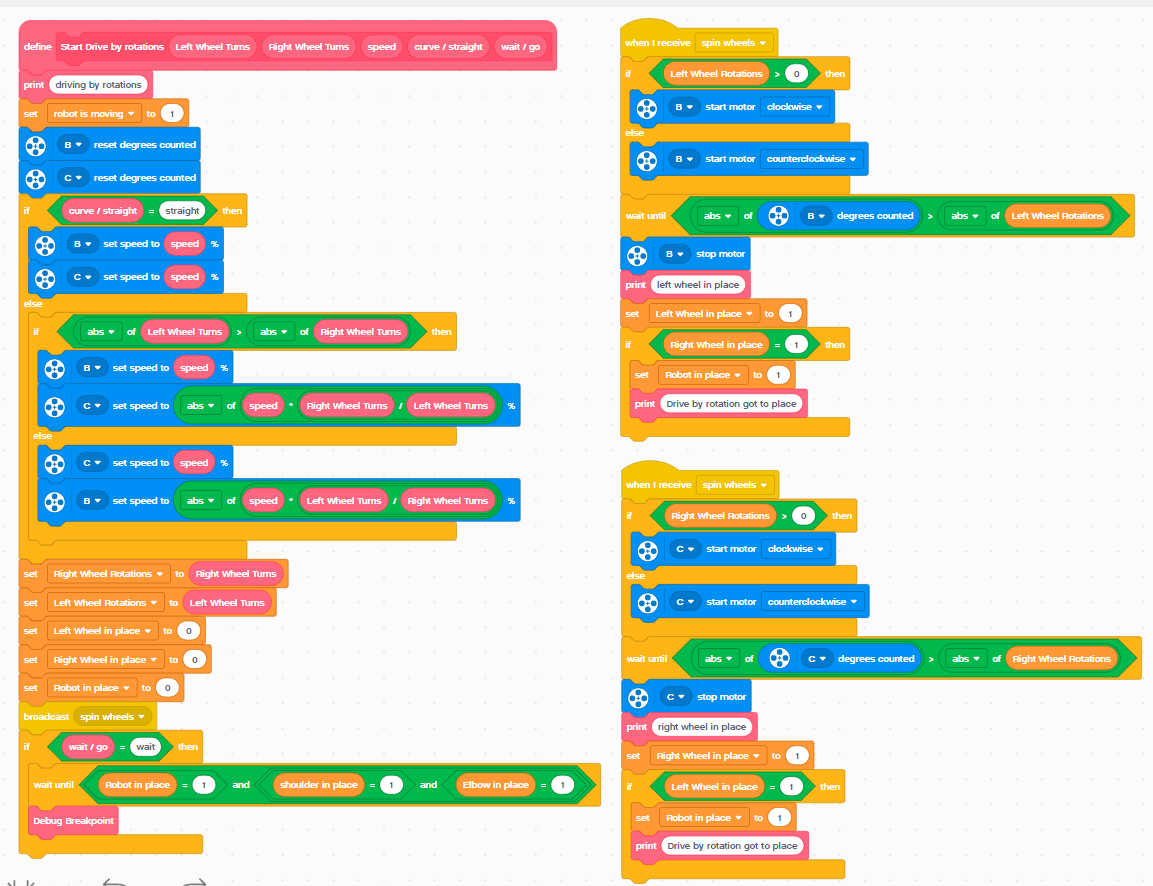 define Start Drive by rotations Left Wheel Turns Right Wheel Turns speed curve / straight wait / go
print driving by rotations
set robot is moving to 1
B reset degrees counted
C reset degrees counted
if curve / straight = straight then
B set speed to speed %
C set speed to speed %
else
if abs of Left Wheel Turns > abs of Right Wheel Turns then
B set speed to speed %
C set speed to abs of speed * Right Wheel Turns / Left Wheel Turns %
else
C set speed to speed %
B set speed to abs of speed * Left Wheel Turns / Right Wheel Turns %
set Right Wheel Rotations to Right Wheel Turns
set Left Wheel Rotations to Left Wheel Turns
set Left Wheel in place to 0
set Right Wheel in place to 0
set Robot in place to 0
broadcast spin wheels
if wait / go = wait then
wait until Robot in place = 1 and shoulder in place = 1 and Elbow in place = 1
Debug Breakpoint
when I receive spin wheels
if Left Wheel Rotations > 0 then
B start motor clockwise
else
B start motor counterclockwise
wait until abs of B degrees counted > abs of Left Wheel Rotations
B stop motor
print left wheel in place
set Left Wheel in place to 1
if Right Wheel in place = 1 then
set Robot in place to 1
print Drive by rotation got to place
when I receive spin wheels
if Right Wheel Rotations > 0 then
C start motor clockwise
else
C start motor counterclockwise
wait until abs of C degrees counted > abs of Right Wheel Rotations
C stop motor
print right wheel in place
set Right Wheel in place to 1
if Left Wheel in place = 1 then
set Robot in place to 1
print Drive by rotation got to place